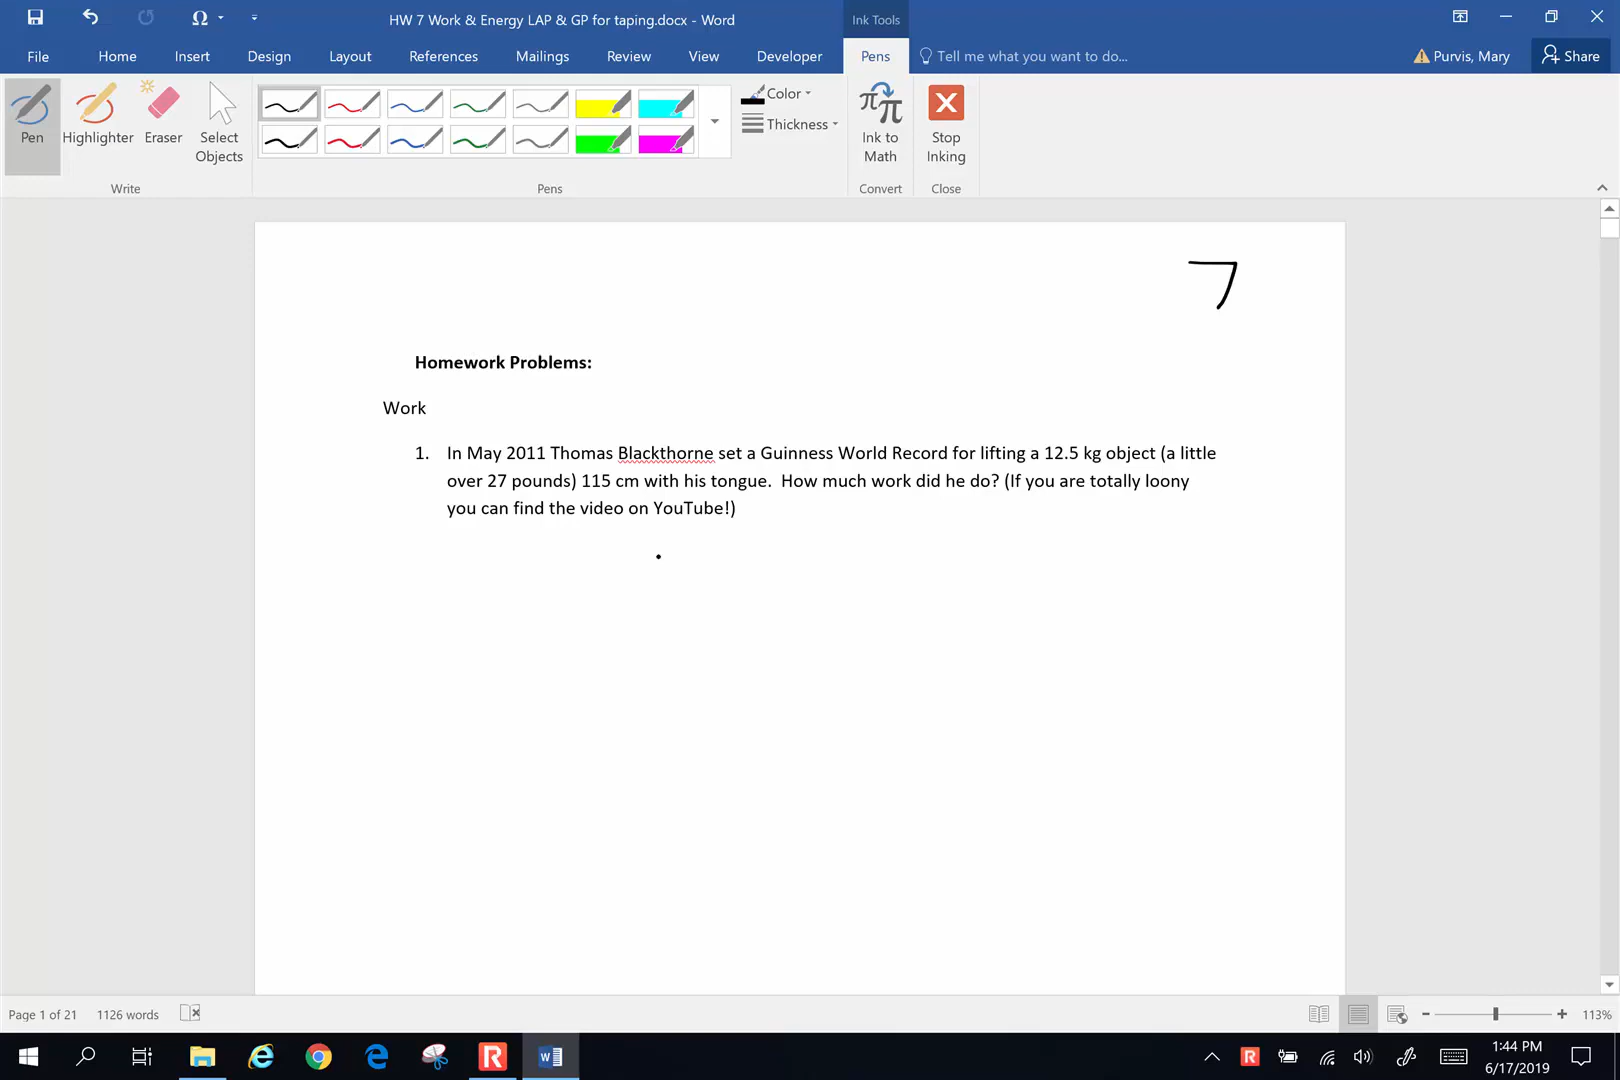 HW 7 Work & Energy LAP & GP for taping.docx - Word
Ink Tools
File Home Insert Design Layout References Mailings Review View Developer Pens Tell me what you want to do... Purvis, Mary Share
Pen Highlighter Eraser Select Objects
Color
Thickness
Ink to Math
Stop Inking
Write Pens Convert Close
7
Homework Problems:
Work
1. In May 2011 Thomas Blackthorne set a Guinness World Record for lifting a 12.5 kg object (a little
over 27 pounds) 115 cm with his tongue. How much work did he do? (If you are totally loony
you can find the video on YouTube!)
Page 1 of 21 1126 words 113%
1:44 PM
6/17/2019